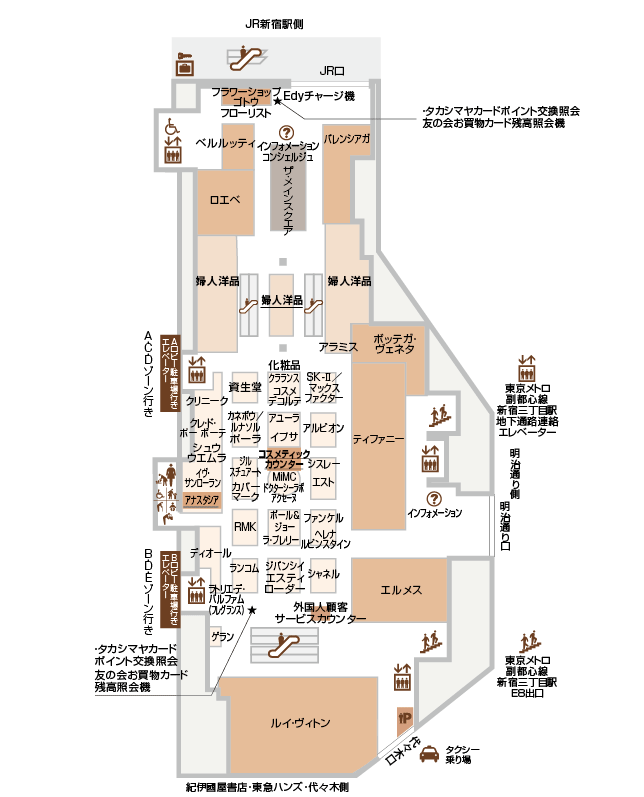 JR新宿駅側
JR口
フラワーショップ
ゴトウ
フローリスト
★Edyチャージ機
・タカシマヤカードポイント交換照会
友の会お買物カード残高照会機
ベルルッティ
?
インフォメーション
コンシェルジュ
バレンシアガ
ザ・メインスクエア
ロエベ
婦人洋品
婦人洋品
婦人洋品
アラミス
ボッテガ・
ヴェネタ
ACDゾーン行き
Aロビー駐車場行き
エレベーター
化粧品
クリニーク
資生堂
クランス
コスメ
デコルテ
SK-II/
マックス
ファクター
クレド・
ポー ボーテ
カネボウ/
ルナソル
ポーラ
アユーラ
イプサ
アルビオン
ティファニー
シュウ
ウエムラ
コスメティック
カウンター
イヴ・
サンローラン
ジル
スチュアート
カバー
マーク
MiMC
ドクターシーラボ
アクセーヌ
シスレー
エスト
アナスタシア
RMK
ポール&
ジョー
ラ・プレリー
ファンケル
ヘレナ
ルビンスタイン
?
インフォメーション
東京メトロ
副都心線
新宿三丁目駅
地下通路連絡
エレベーター
明治通り側
明治通り口
ディオール
ランコム
ジバンシイ
エスティ
ローダー
シャネル
エルメス
BDEゾーン行き
Bロビー駐車場行き
エレベーター
ラトリエ・デ・
パルファム
(フレグランス)
★
外国人顧客
サービスカウンター
ゲラン
・タカシマヤカード
ポイント交換照会
友の会お買物カード
残高照会機
東京メトロ
副都心線
新宿三丁目駅
E8出口
ルイ・ヴィトン
P
代々木口
タクシー
乗り場
紀伊國屋書店・東急ハンズ・代々木側